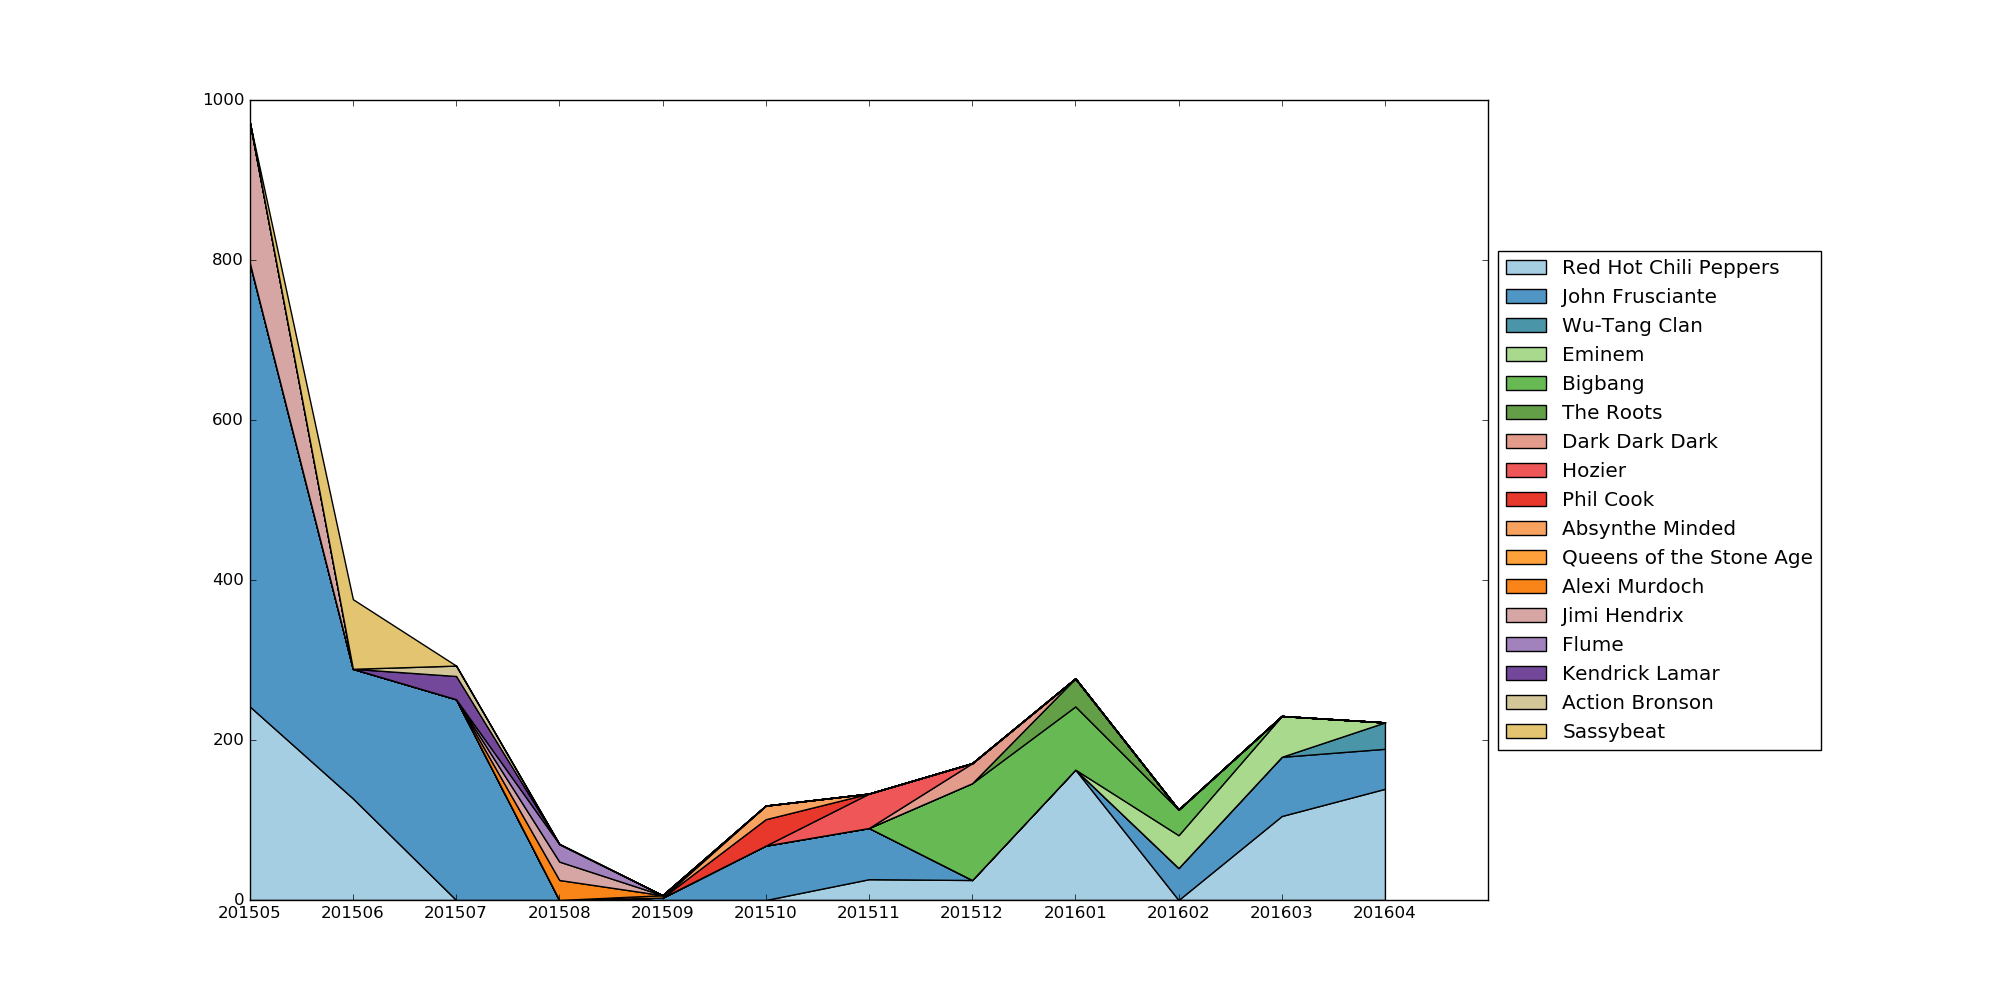 1000
800
600
400
200
0
201505 201506 201507 201508 201509 201510 201511 201512 201601 201602 201603 201604
Red Hot Chili Peppers
John Frusciante
Wu-Tang Clan
Eminem
Bigbang
The Roots
Dark Dark Dark
Hozier
Phil Cook
Absynthe Minded
Queens of the Stone Age
Alexi Murdoch
Jimi Hendrix
Flume
Kendrick Lamar
Action Bronson
Sassybeat